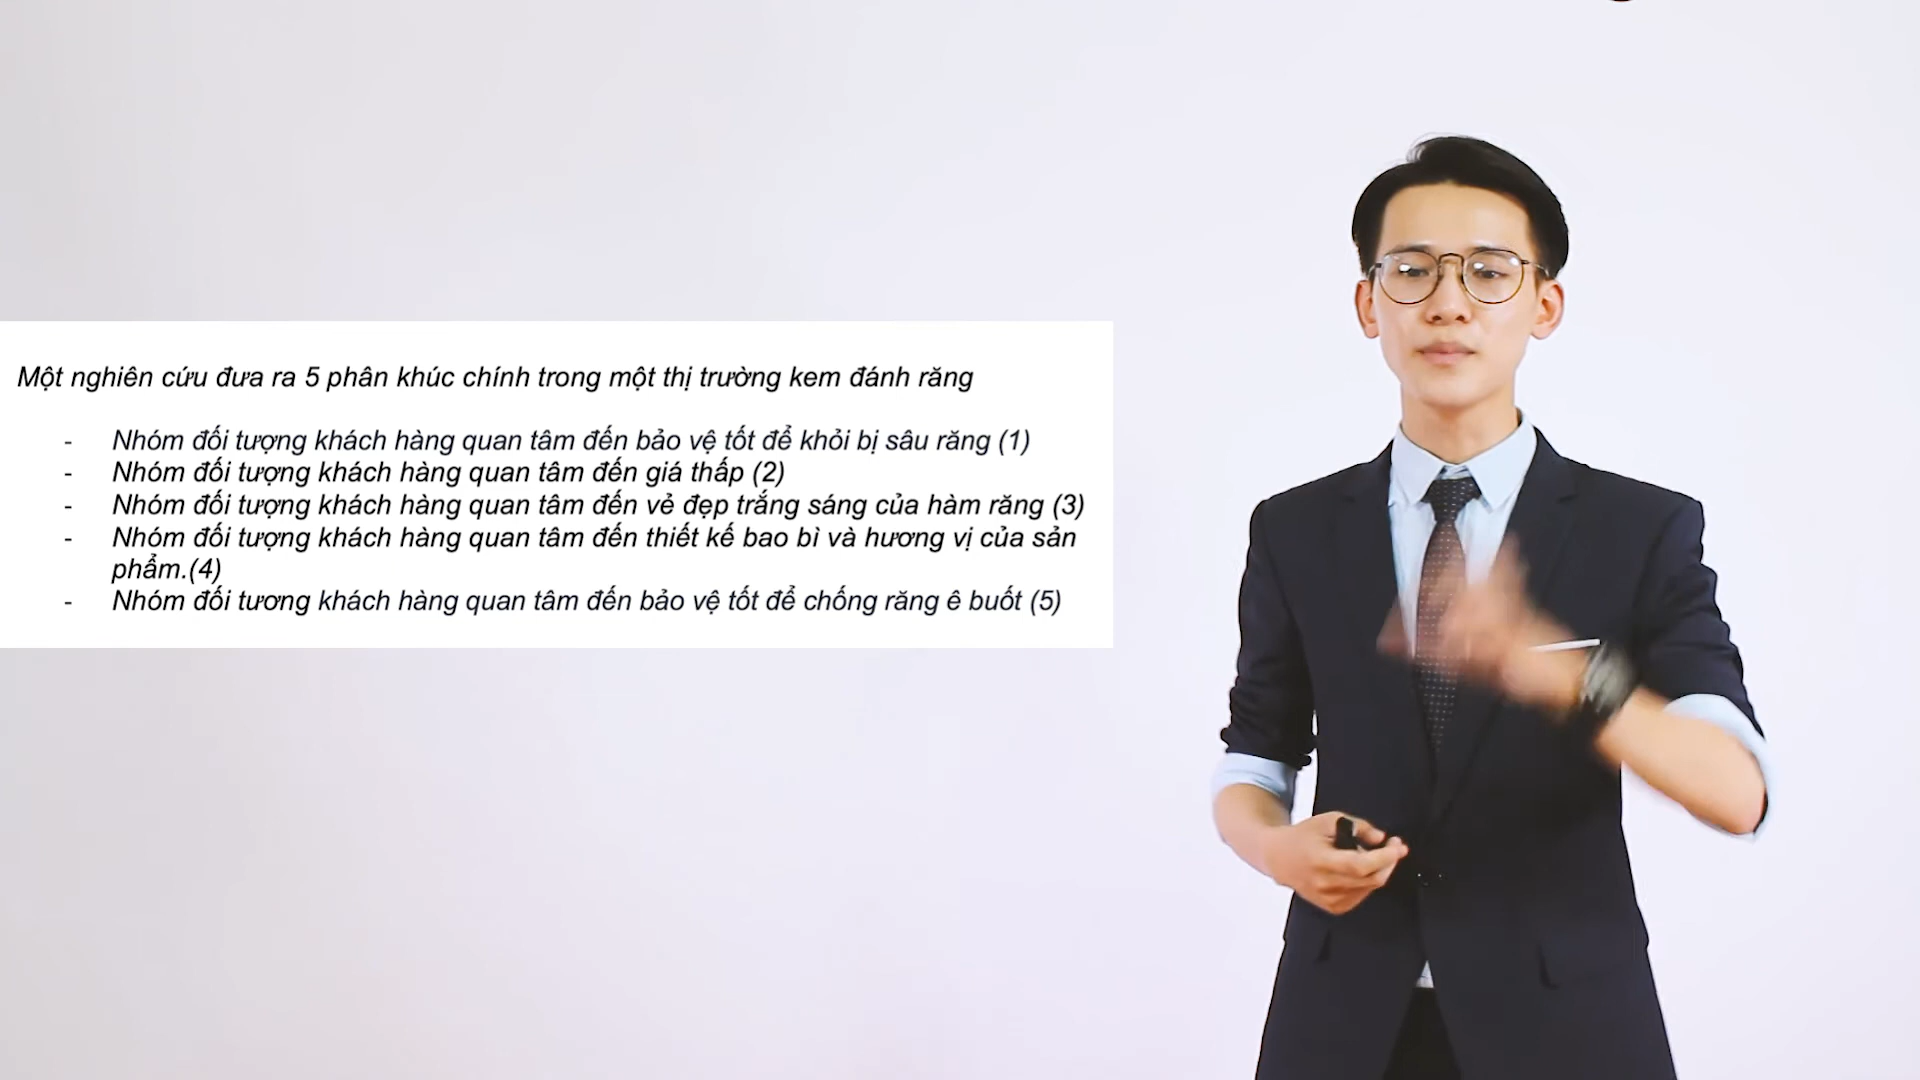 Một nghiên cứu đưa ra 5 phân khúc chính trong một thị trường kem đánh răng
- Nhóm đối tượng khách hàng quan tâm đến bảo vệ tốt để khỏi bị sâu răng (1)
- Nhóm đối tượng khách hàng quan tâm đến giá thấp (2)
- Nhóm đối tượng khách hàng quan tâm đến vẻ đẹp trắng sáng của hàm răng (3)
- Nhóm đối tượng khách hàng quan tâm đến thiết kế bao bì và hương vị của sản
phẩm.(4)
- Nhóm đối tương khách hàng quan tâm đến bảo vệ tốt để chống răng ê buốt (5)